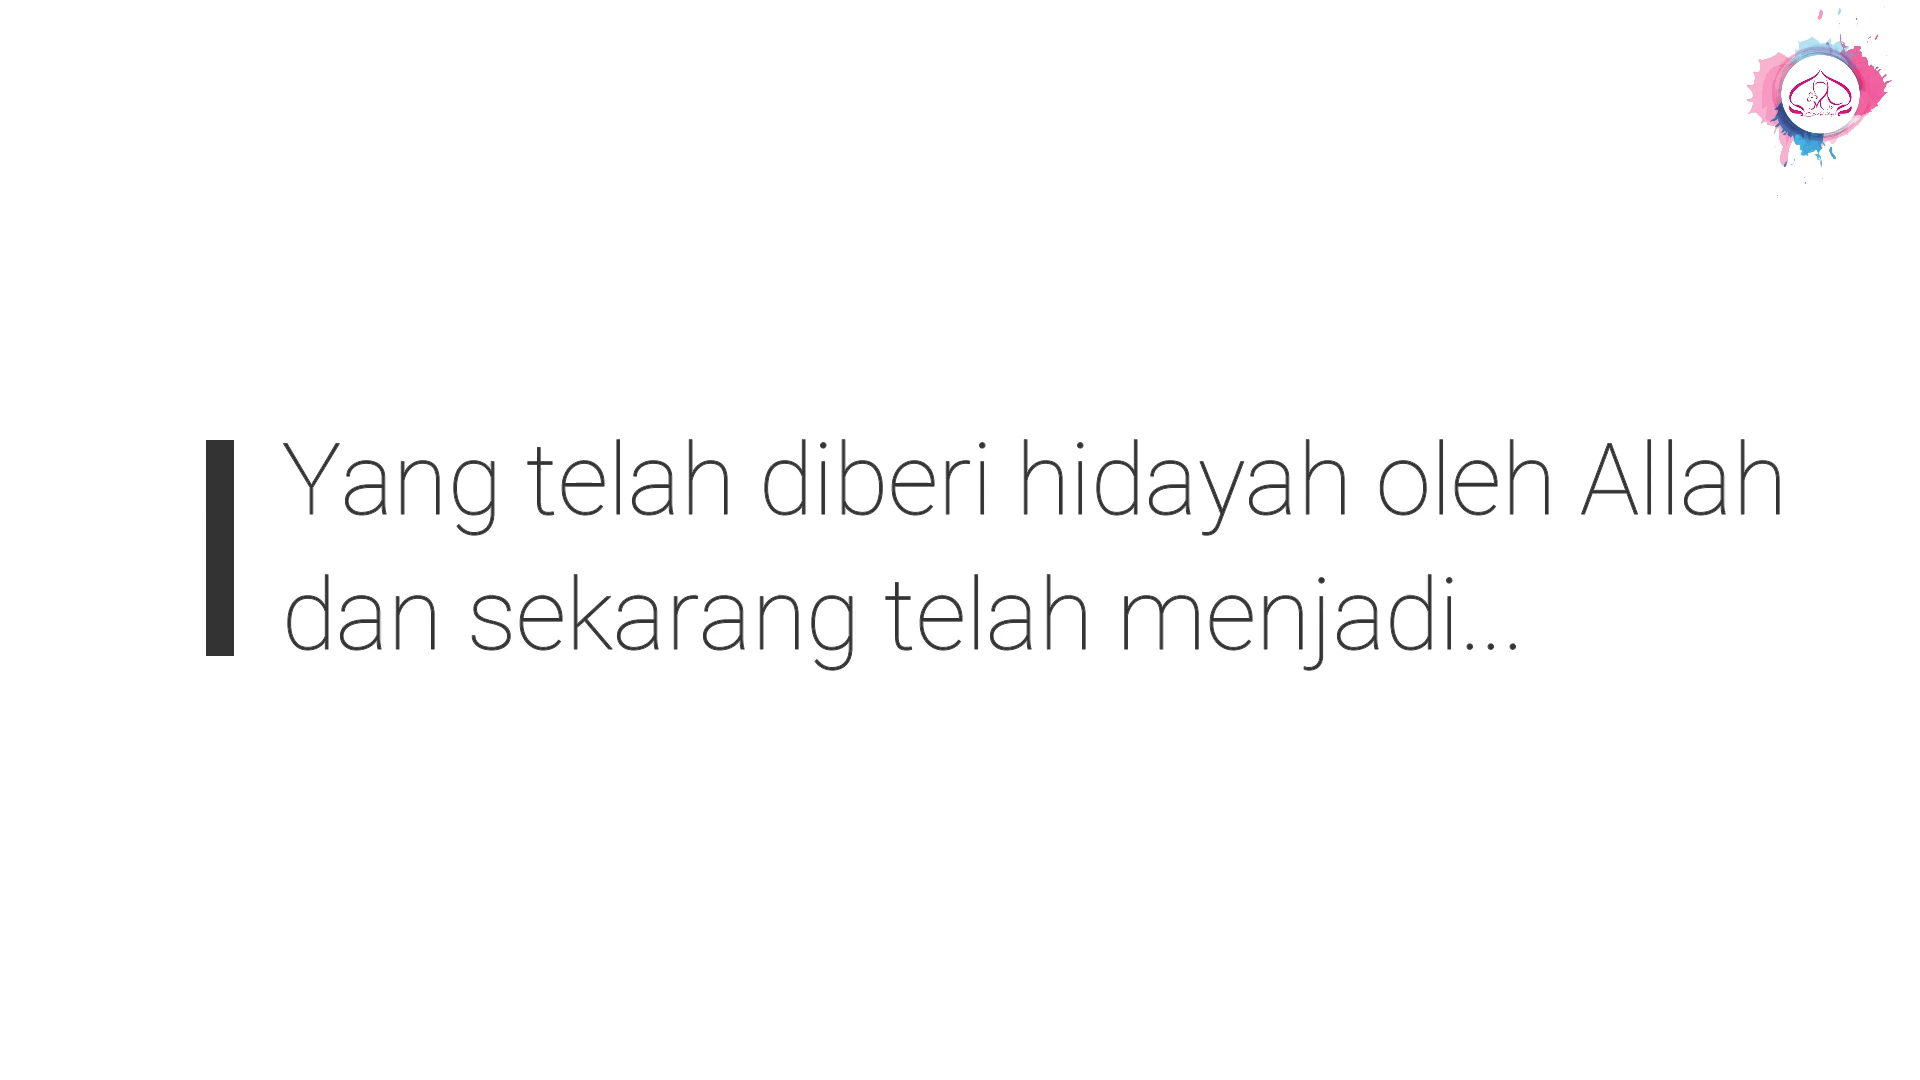 Yang telah diberi hidayah oleh Allah
dan sekarang telah menjadi...